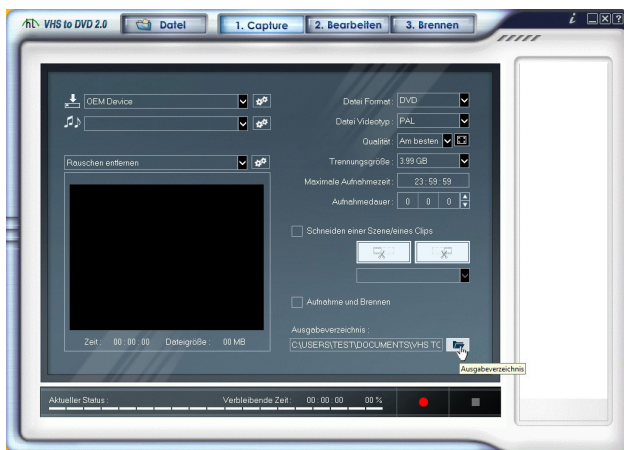 VHS to DVD 2.0
Datei
1. Capture
2. Bearbeiten
3. Brennen
i
OEM Device
Rauschen entfernen
Zeit : 00 : 00 : 00 Dateigröße : 00 MB
Datei Format : DVD
Datei Videotyp : PAL
Qualität : Am besten
Trennungsgröße : 3.99 GB
Maximale Aufnahmezeit : 23 : 59 : 59
Aufnahmedauer : 0 0 0
Schneiden einer Szene/eines Clips
Aufnahme und Brennen
Ausgabeverzeichnis :
C:\USERS\TEST\DOCUMENTS\VHS TO
Ausgabeverzeichnis
Aktueller Status : Verbleibende Zeit : 00 : 00 : 00 00 %